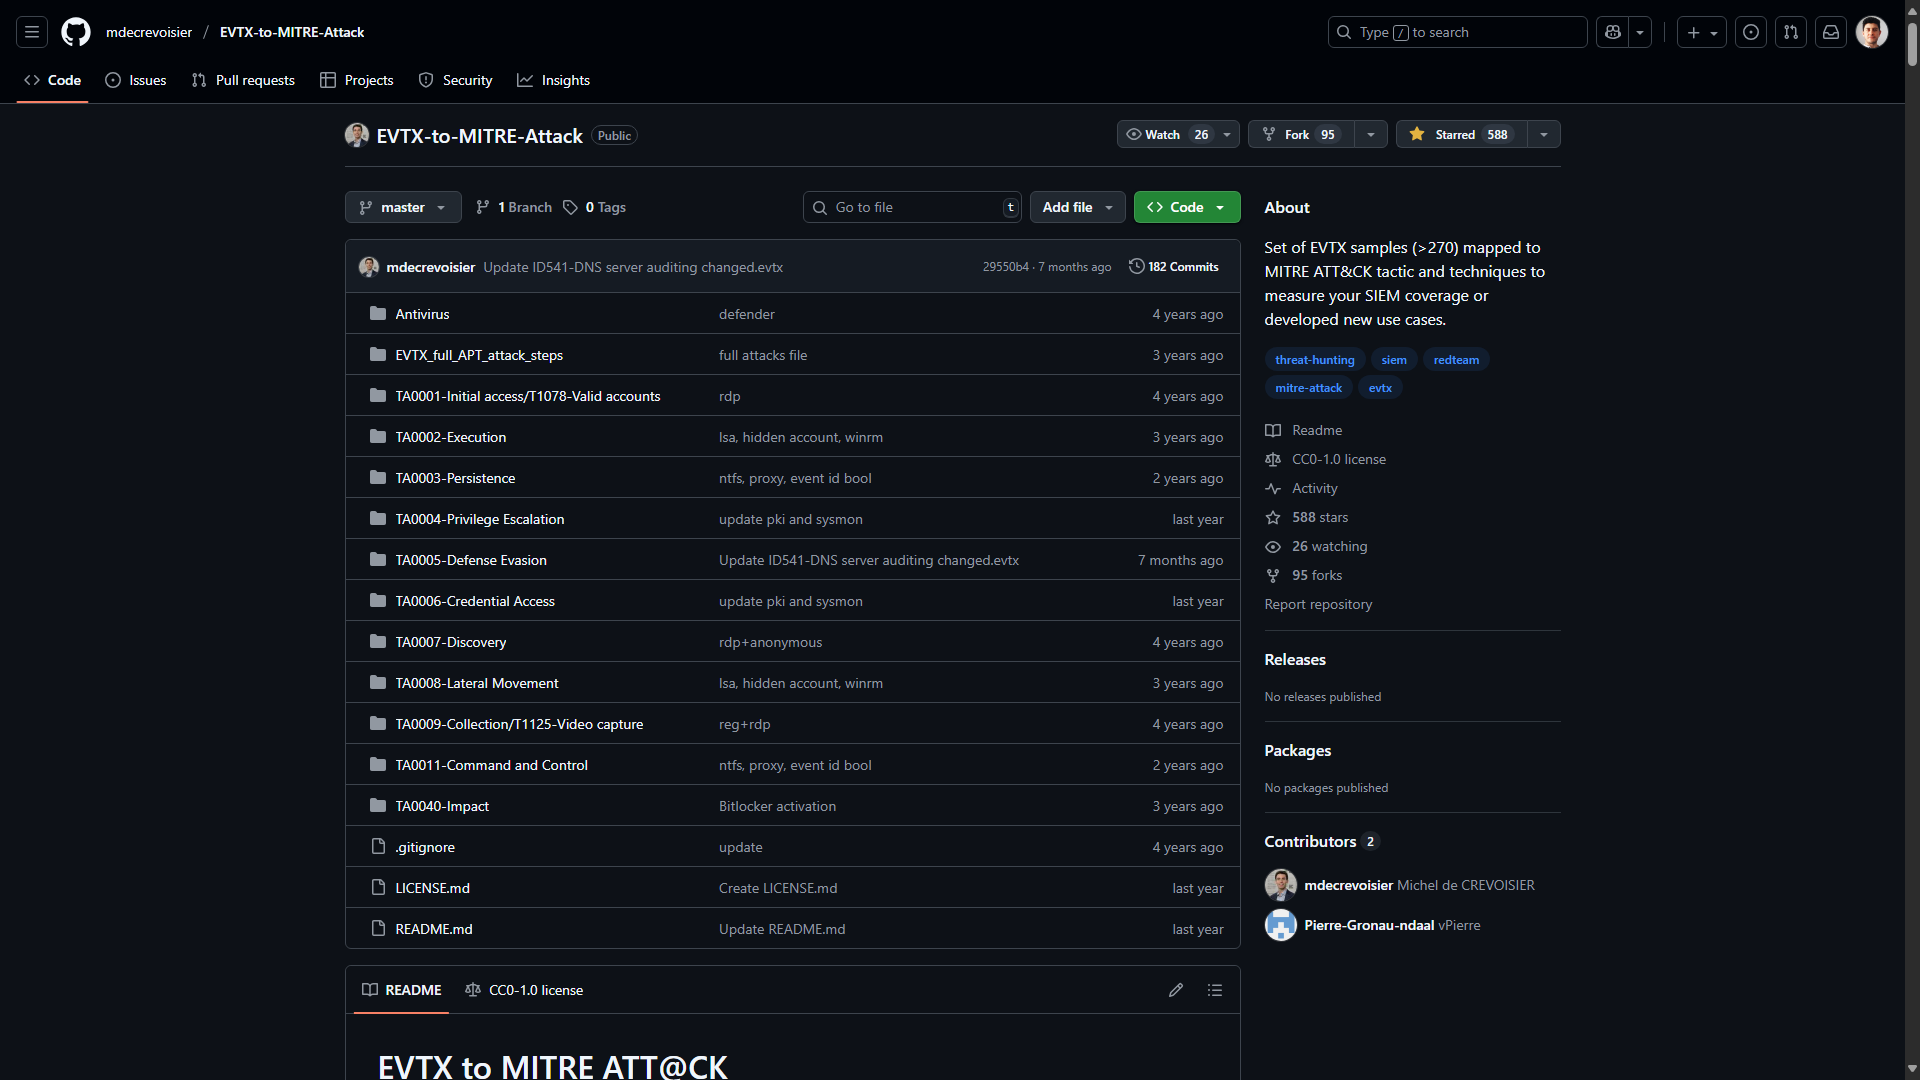 mdecrevoisier / EVTX-to-MITRE-Attack
Type / to search
Code
Issues
Pull requests
Projects
Security
Insights
EVTX-to-MITRE-Attack Public
Watch 26
Fork 95
Starred 588
master
1 Branch
0 Tags
Go to file t
Add file
Code
mdecrevoisier Update ID541-DNS server auditing changed.evtx 29550b4 · 7 months ago 182 Commits
Antivirus defender 4 years ago
EVTX_full_APT_attack_steps full attacks file 3 years ago
TA0001-Initial access/T1078-Valid accounts rdp 4 years ago
TA0002-Execution lsa, hidden account, winrm 3 years ago
TA0003-Persistence ntfs, proxy, event id bool 2 years ago
TA0004-Privilege Escalation update pki and sysmon last year
TA0005-Defense Evasion Update ID541-DNS server auditing changed.evtx 7 months ago
TA0006-Credential Access update pki and sysmon last year
TA0007-Discovery rdp+anonymous 4 years ago
TA0008-Lateral Movement lsa, hidden account, winrm 3 years ago
TA0009-Collection/T1125-Video capture reg+rdp 4 years ago
TA0011-Command and Control ntfs, proxy, event id bool 2 years ago
TA0040-Impact Bitlocker activation 3 years ago
.gitignore update 4 years ago
LICENSE.md Create LICENSE.md last year
README.md Update README.md last year
README
CC0-1.0 license
EVTX to MITRE ATT@CK
About
Set of EVTX samples (>270) mapped to
MITRE ATT&CK tactic and techniques to
measure your SIEM coverage or
developed new use cases.
threat-hunting siem redteam
mitre-attack evtx
Readme
CC0-1.0 license
Activity
588 stars
26 watching
95 forks
Report repository
Releases
No releases published
Packages
No packages published
Contributors 2
mdecrevoisier Michel de CREVOISIER
Pierre-Gronau-ndaal vPierre